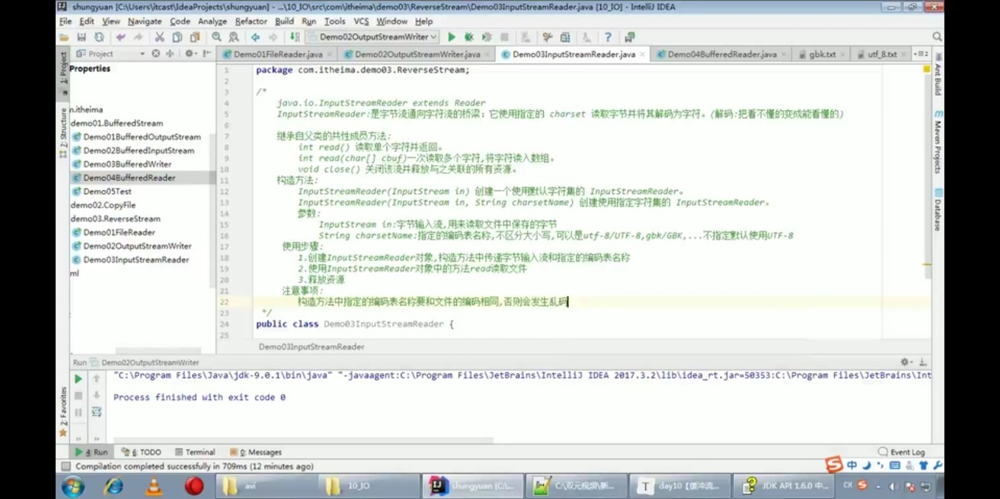 shungyuan [C:\Users\itcast\IdeaProjects\shungyuan] - ...\10_IO\src\com\itheima\demo03\ReverseStream\Demo03InputStreamReader.java [10_IO] - IntelliJ IDEA
File Edit View Navigate Code Analyze Refactor Build Run Tools VCS Window Help
Demo02OutputStreamWriter
Project
Demo01FileReader.java
Demo02OutputStreamWriter.java
Demo03InputStreamReader.java
Demo04BufferedReader.java
gbk.txt
utf_8.txt
1: Project
Z: Structure
2: Favorites
Properties
n.itheima
demo01.BufferedStream
Demo01BufferedOutputStream
Demo02BufferedInputStream
Demo03BufferedWriter
Demo04BufferedReader
Demo05Test
demo02.CopyFile
demo03.ReverseStream
Demo01FileReader
Demo02OutputStreamWriter
Demo03InputStreamReader
ml
1 package com.itheima.demo03.ReverseStream;
2
3 /*
4 java.io.InputStreamReader extends Reader
5 InputStreamReader:是字节流通向字符流的桥梁：它使用指定的 charset 读取字节并将其解码为字符。(解码:把看不懂的变成能看懂的)
6
7 继承自父类的共性成员方法:
8 int read() 读取单个字符并返回。
9 int read(char[] cbuf)一次读取多个字符,将字符读入数组。
10 void close() 关闭该流并释放与之关联的所有资源。
11 构造方法:
12 InputStreamReader(InputStream in) 创建一个使用默认字符集的 InputStreamReader。
13 InputStreamReader(InputStream in, String charsetName) 创建使用指定字符集的 InputStreamReader。
14 参数:
15 InputStream in:字节输入流,用来读取文件中保存的字节
16 String charsetName:指定的编码表名称,不区分大小写,可以是utf-8/UTF-8,gbk/GBK,...不指定默认使用UTF-8
17 使用步骤:
18 1.创建InputStreamReader对象,构造方法中传递字节输入流和指定的编码表名称
19 2.使用InputStreamReader对象中的方法read读取文件
20 3.释放资源
21 注意事项:
22 构造方法中指定的编码表名称要和文件的编码相同,否则会发生乱码
23 */
24 public class Demo03InputStreamReader {
25
Demo03InputStreamReader
Ant Build
Maven Projects
Database
Run Demo02OutputStreamWriter
"C:\Program Files\Java\jdk-9.0.1\bin\java" "-javaagent:C:\Program Files\JetBrains\IntelliJ IDEA 2017.3.2\lib\idea_rt.jar=50353:C:\Program Files\JetBrains\Int
Process finished with exit code 0
4: Run 6: TODO Terminal 0: Messages Event Log
Compilation completed successfully in 709ms (12 minutes ago)
中
avi
10_IO
shungyuan [C:\...
C:\双元视频\新...
day10【缓冲流...
JDK API 1.6.0 中...
CH